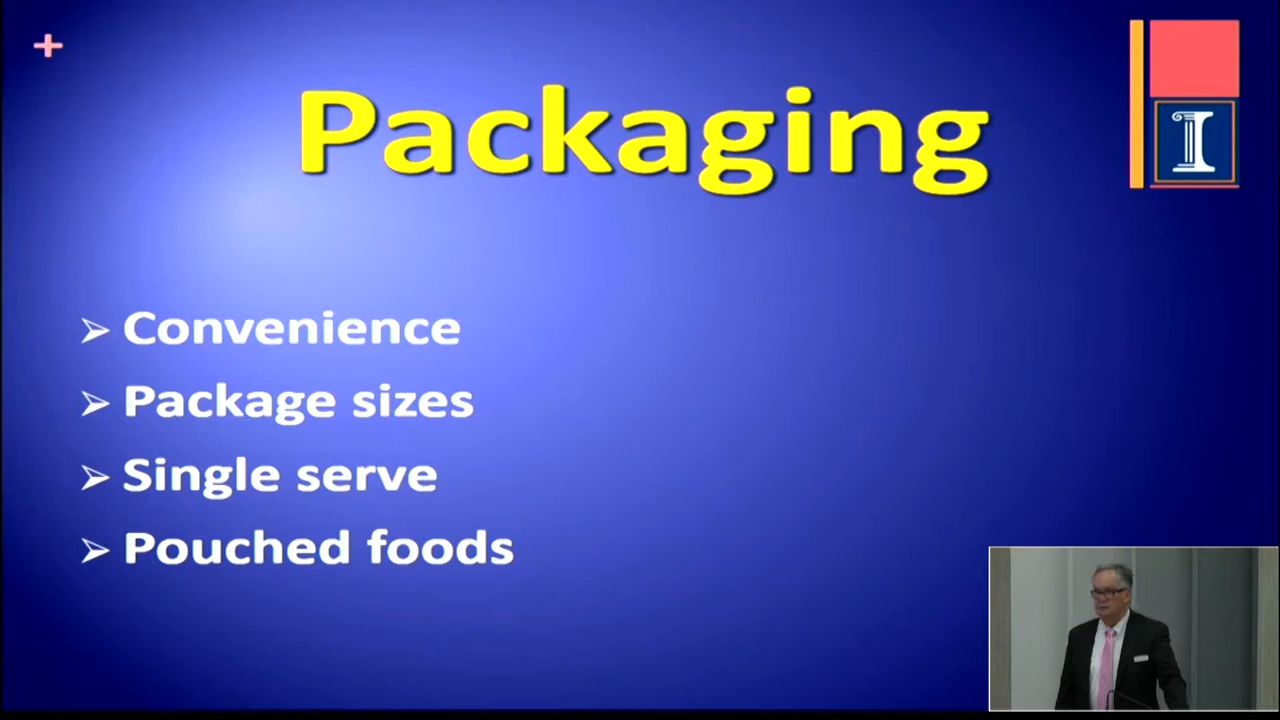 Packaging
I
➢ Convenience
➢ Package sizes
➢ Single serve
➢ Pouched foods